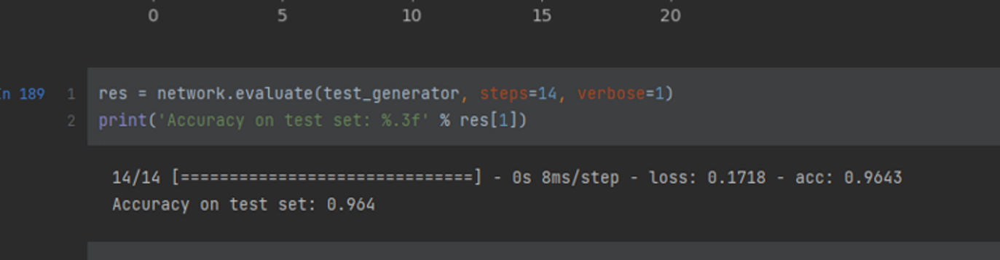 0 5 10 15 20
In 189 1 res = network.evaluate(test_generator, steps=14, verbose=1)
2 print('Accuracy on test set: %.3f' % res[1])
14/14 [==============================] - 0s 8ms/step - loss: 0.1718 - acc: 0.9643
Accuracy on test set: 0.964